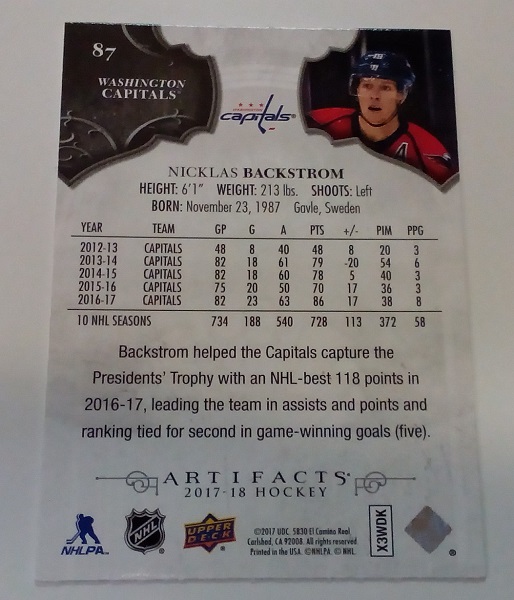 87
WASHINGTON
CAPITALS
capitals
A
NICKLAS BACKSTROM
HEIGHT: 6'1" WEIGHT: 213 lbs. SHOOTS: Left
BORN: November 23, 1987 Gavle, Sweden
YEAR TEAM GP G A PTS +/- PIM PPG
2012-13 CAPITALS 48 8 40 48 8 20 3
2013-14 CAPITALS 82 18 61 79 -20 54 6
2014-15 CAPITALS 82 18 60 78 5 40 3
2015-16 CAPITALS 75 20 50 70 17 36 3
2016-17 CAPITALS 82 23 63 86 17 38 8
10 NHL SEASONS 734 188 540 728 113 372 58
Backstrom helped the Capitals capture the
Presidents' Trophy with an NHL-best 118 points in
2016-17, leading the team in assists and points and
ranking tied for second in game-winning goals (five).
ARTIFACTS
2017-18 HOCKEY
NHLPA
NHL
UPPER DECK
©2017 UDC. 5830 El Camino Real,
Carlsbad, CA 92008. All rights reserved.
Printed in the USA. ©NHLPA. © NHL.
X3WDK